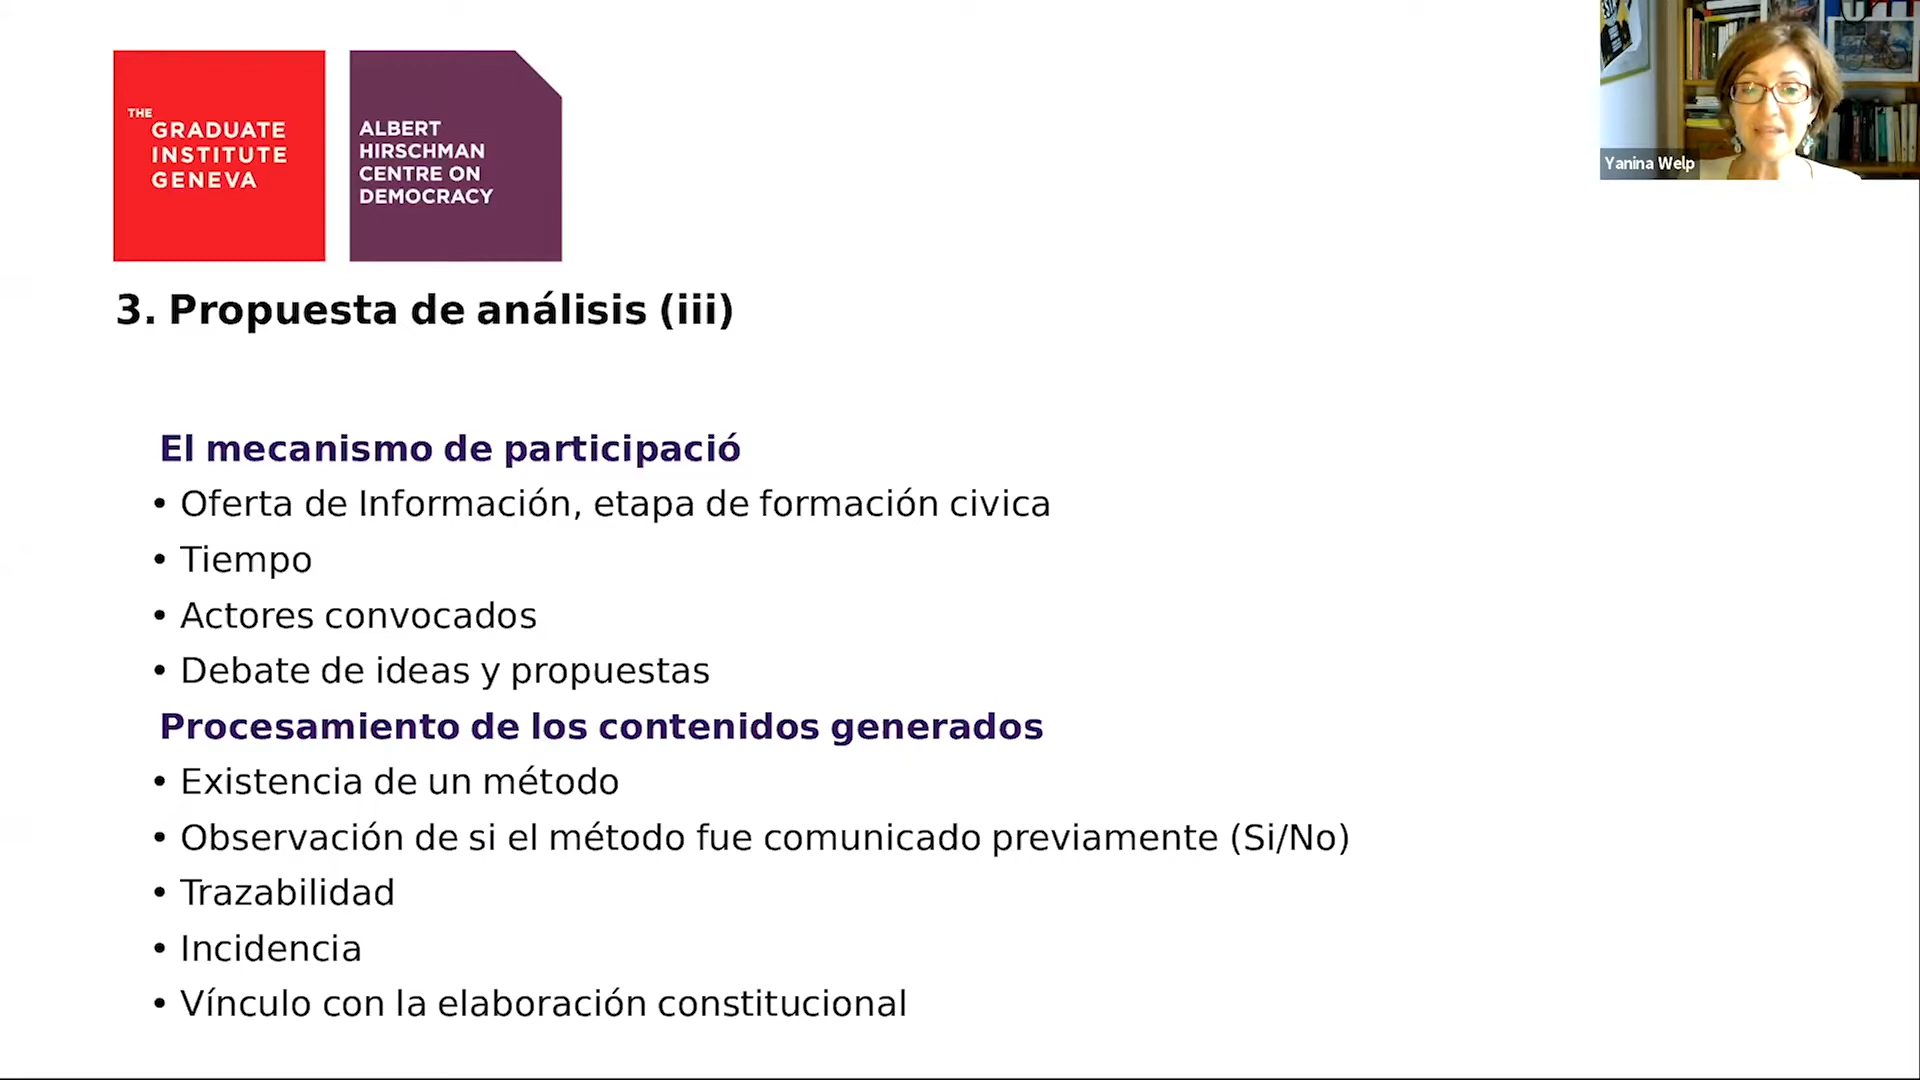 THE
GRADUATE
INSTITUTE
GENEVA
ALBERT
HIRSCHMAN
CENTRE ON
DEMOCRACY
Yanina Welp
3. Propuesta de análisis (iii)
El mecanismo de participació
• Oferta de Información, etapa de formación civica
• Tiempo
• Actores convocados
• Debate de ideas y propuestas
Procesamiento de los contenidos generados
• Existencia de un método
• Observación de si el método fue comunicado previamente (Si/No)
• Trazabilidad
• Incidencia
• Vínculo con la elaboración constitucional